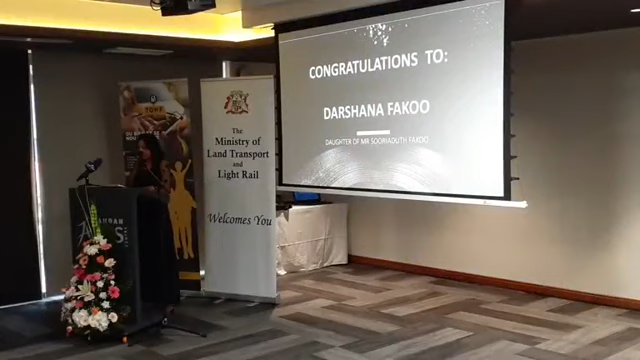 CONGRATULATIONS TO:
DARSHANA FAKOO
DAUGHTER OF MR SOORIADUTH FAKOO
The
Ministry of
Land Transport
and
Light Rail
Welcomes You